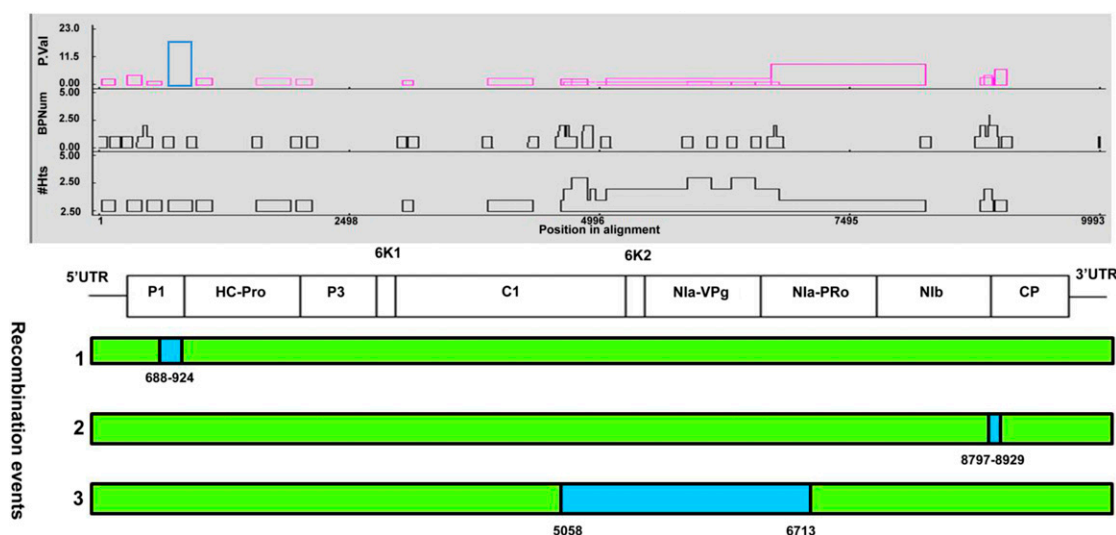 23.0
11.5
0.00
P.Val
5.00
2.50
0.00
BPNum
5.00
2.50
2.50
#Hts
1 2498 4996 7495 9993
Position in alignment
6K1 6K2
5'UTR 3'UTR
P1 HC-Pro P3 C1 NIa-VPg NIa-PRo NIb CP
Recombination events
1
688-924
2
8797-8929
3
5058 6713